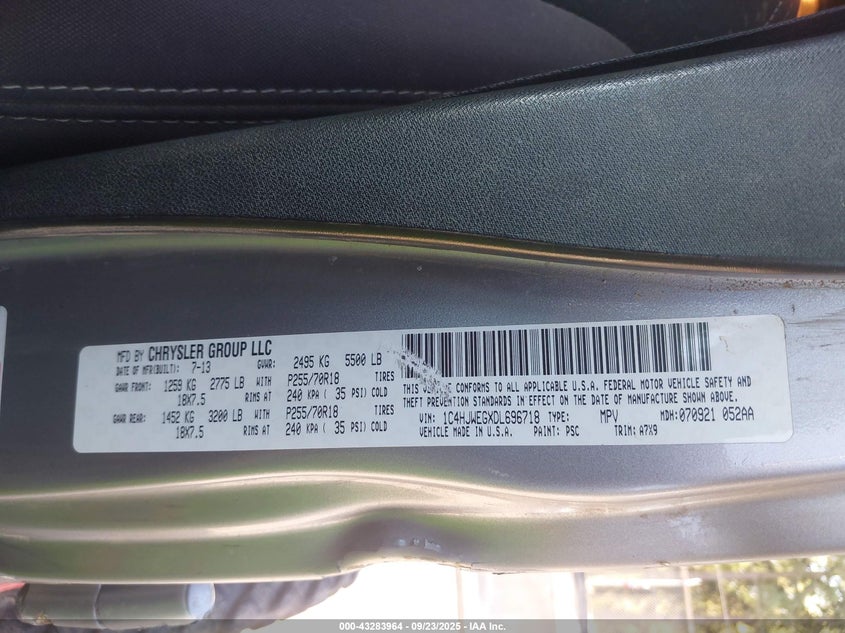 MFD BY CHRYSLER GROUP LLC
DATE OF MFR(BUILT): 7-13 GVWR: 2495 KG 5500 LB
GAWR FRONT: 1259 KG 2775 LB WITH P255/70R18 TIRES
18X7.5 RIMS AT 240 KPA ( 35 PSI) COLD
GAWR REAR: 1452 KG 3200 LB WITH P255/70R18 TIRES
18X7.5 RIMS AT 240 KPA ( 35 PSI) COLD
THIS VEHICLE CONFORMS TO ALL APPLICABLE U.S.A. FEDERAL MOTOR VEHICLE SAFETY AND
THEFT PREVENTION STANDARDS IN EFFECT ON THE DATE OF MANUFACTURE SHOWN ABOVE.
VIN: 1C4HJWEGXDL696718 TYPE: MPV MDH: 070921 052AA
VEHICLE MADE IN U.S.A. PAINT: PSC TRIM: A7X9
000-43283964 - 09/23/2025 - IAA Inc.